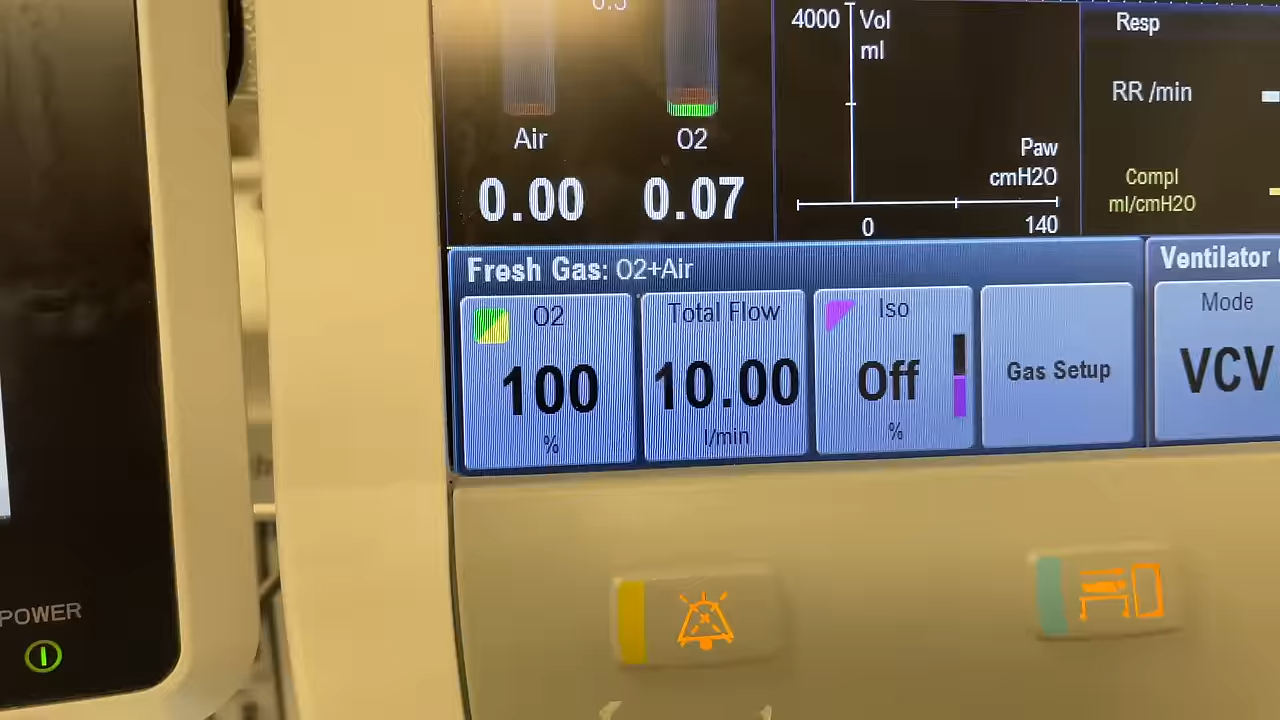 4000 Vol
ml
Resp
RR /min
Air
O2
Paw
cmH2O
Compl
ml/cmH2O
0.00
0.07
0
140
Fresh Gas: O2+Air
Ventilator
O2
Total Flow
Iso
Mode
100
10.00
Off
Gas Setup
VCV
%
l/min
%
POWER